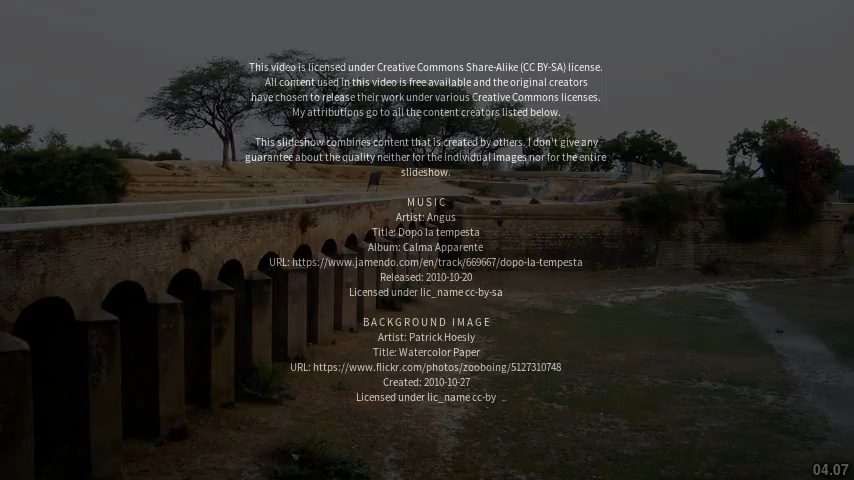 This video is licensed under Creative Commons Share-Alike (CC BY-SA) license.
All content used in this video is free available and the original creators
have chosen to release their work under various Creative Commons licenses.
My attributions go to all the content creators listed below.
This slideshow combines content that is created by others. I don't give any
guarantee about the quality neither for the individual images nor for the entire
slideshow.
MUSIC
Artist: Angus
Title: Dopo la tempesta
Album: Calma Apparente
URL: https://www.jamendo.com/en/track/669667/dopo-la-tempesta
Released: 2010-10-20
Licensed under lic_name cc-by-sa
BACKGROUND IMAGE
Artist: Patrick Hoesly
Title: Watercolor Paper
URL: https://www.flickr.com/photos/zooboing/5127310748
Created: 2010-10-27
Licensed under lic_name cc-by _
04.07